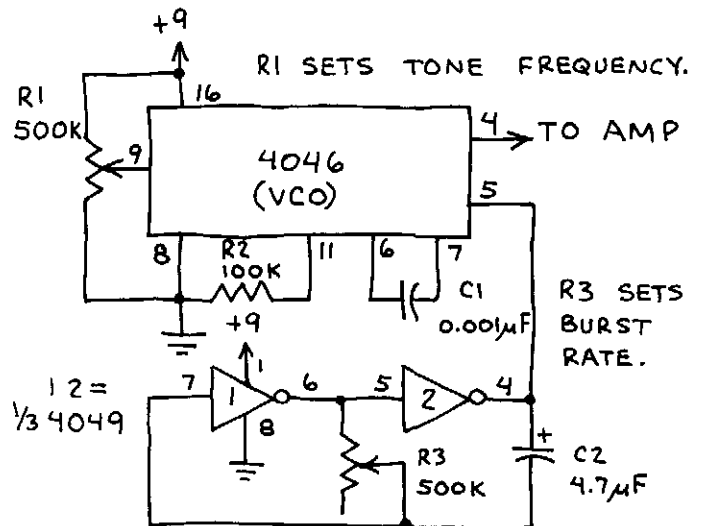 +9
R1 SETS TONE FREQUENCY.
R1
500K
16
9
4046
(VCO)
4
TO AMP
5
8
R2
100K
11
6
7
C1
0.001µF
R3 SETS
BURST
RATE.
+9
1 2 =
1/3 4049
7
1
1
8
6
5
2
4
R3
500K
+
C2
4.7µF